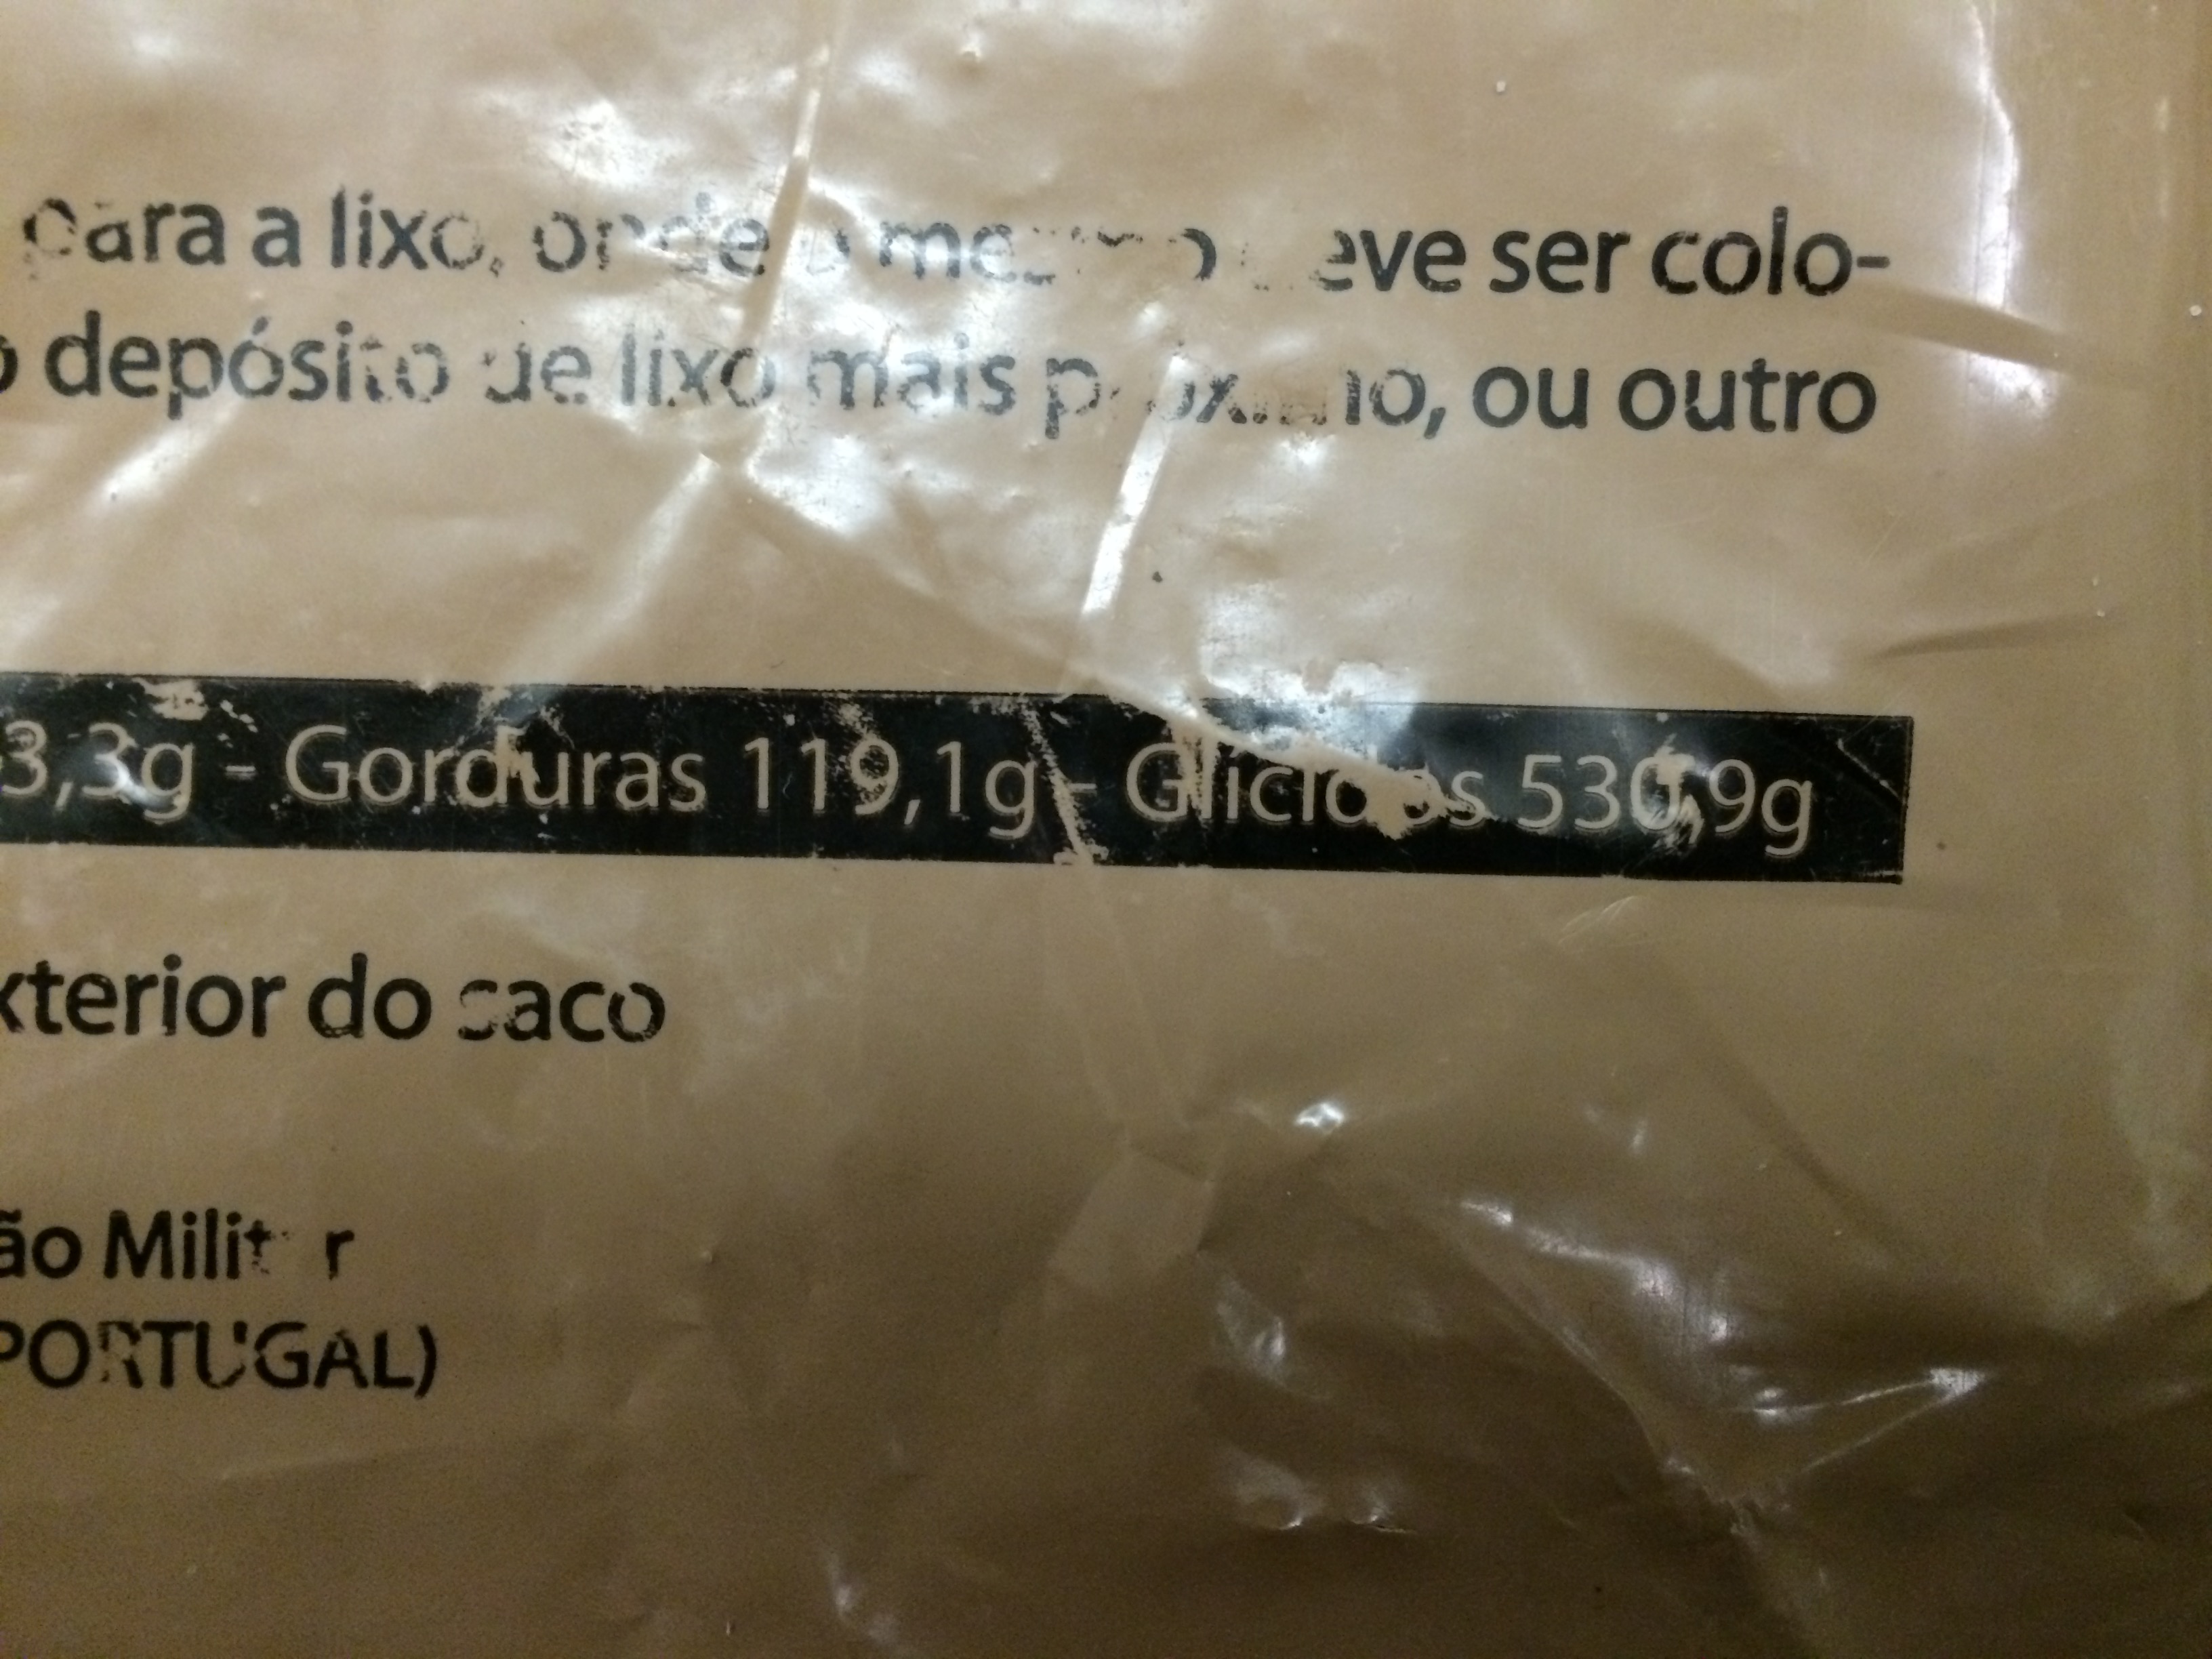 para a lixo, onde o mesmo deve ser colo-
o depósito de lixo mais próximo, ou outro
3,3g - Gorduras 119,1g - Glícidos 530,9g
xterior do saco
ão Militar
PORTUGAL)